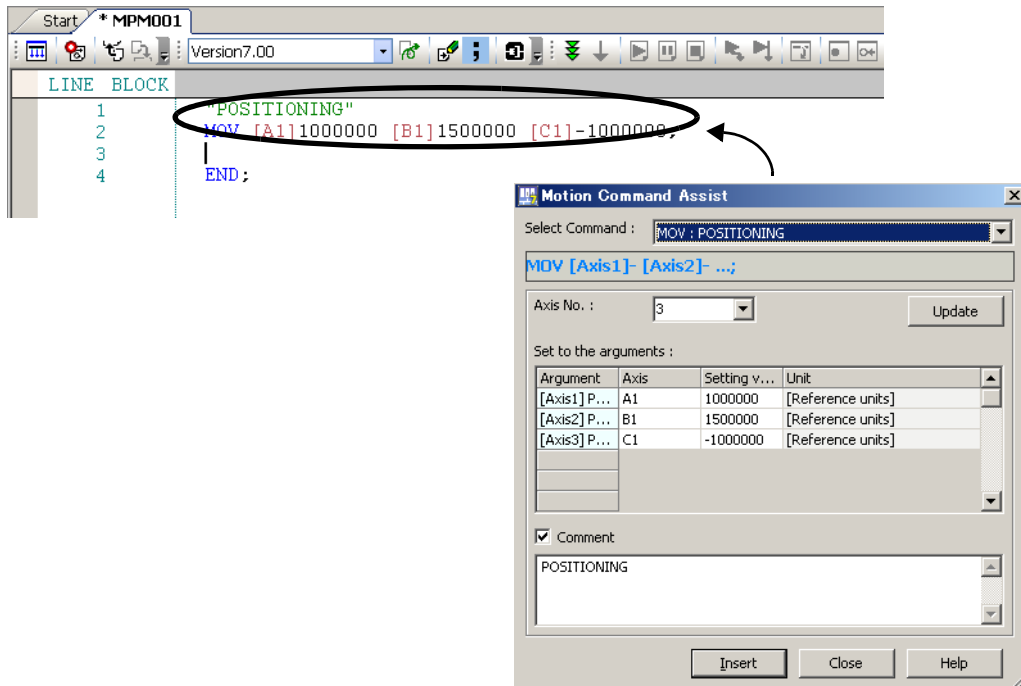 Start * MPM001
Version7.00
LINE BLOCK
1 "POSITIONING"
2 MOV [A1]1000000 [B1]1500000 [C1]-1000000;
3
4 END;
Motion Command Assist
Select Command : MOV : POSITIONING
MOV [Axis1]- [Axis2]- ...;
Axis No. : 3 Update
Set to the arguments :
Argument Axis Setting v... Unit
[Axis1] P... A1 1000000 [Reference units]
[Axis2] P... B1 1500000 [Reference units]
[Axis3] P... C1 -1000000 [Reference units]
Comment
POSITIONING
Insert Close Help